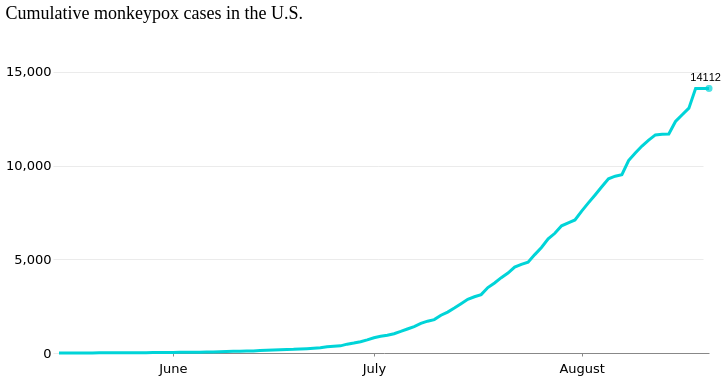 Cumulative monkeypox cases in the U.S.
15,000
14112
10,000
5,000
0
June July August